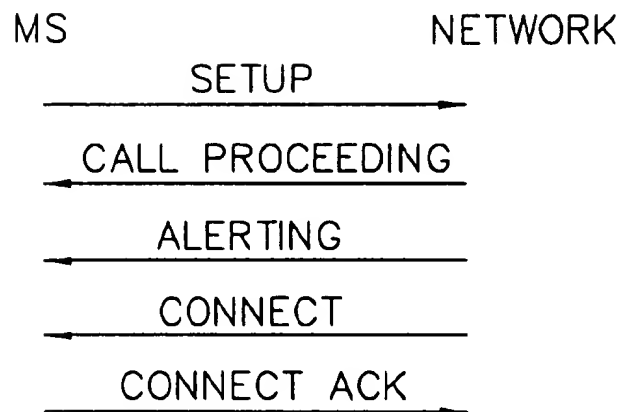 MS NETWORK
SETUP
CALL PROCEEDING
ALERTING
CONNECT
CONNECT ACK